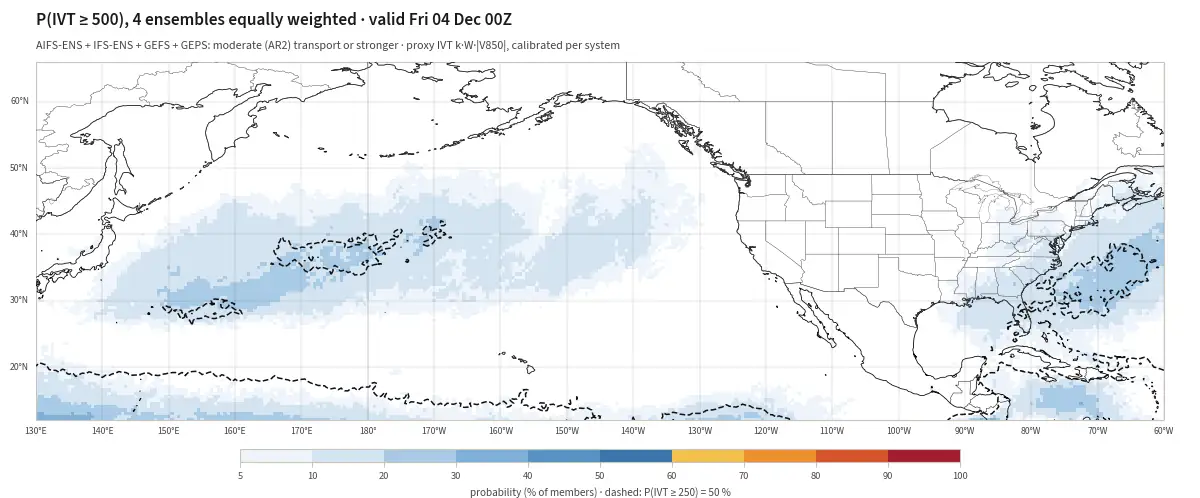 P(IVT ≥ 500), 4 ensembles equally weighted · valid Fri 04 Dec 00Z
AIFS-ENS + IFS-ENS + GEFS + GEPS: moderate (AR2) transport or stronger · proxy IVT k·W·|V850|, calibrated per system
60°N
50°N
40°N
30°N
20°N
130°E 140°E 150°E 160°E 170°E 180° 170°W 160°W 150°W 140°W 130°W 120°W 110°W 100°W 90°W 80°W 70°W 60°W
5 10 20 30 40 50 60 70 80 90 100
probability (% of members) · dashed: P(IVT ≥ 250) = 50 %